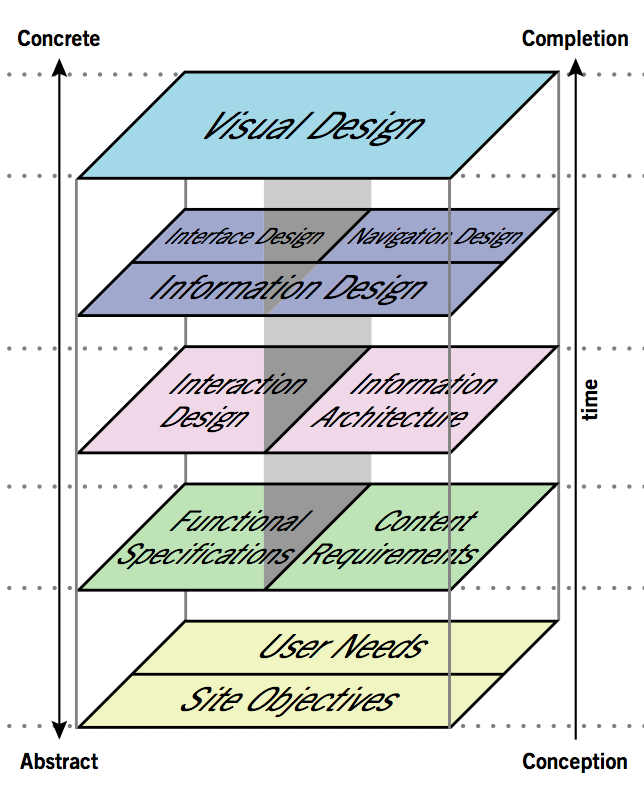 Concrete
Completion
Visual Design
Interface Design
Navigation Design
Information Design
Interaction
Design
Information
Architecture
time
Functional
Specifications
Content
Requirements
User Needs
Site Objectives
Abstract
Conception